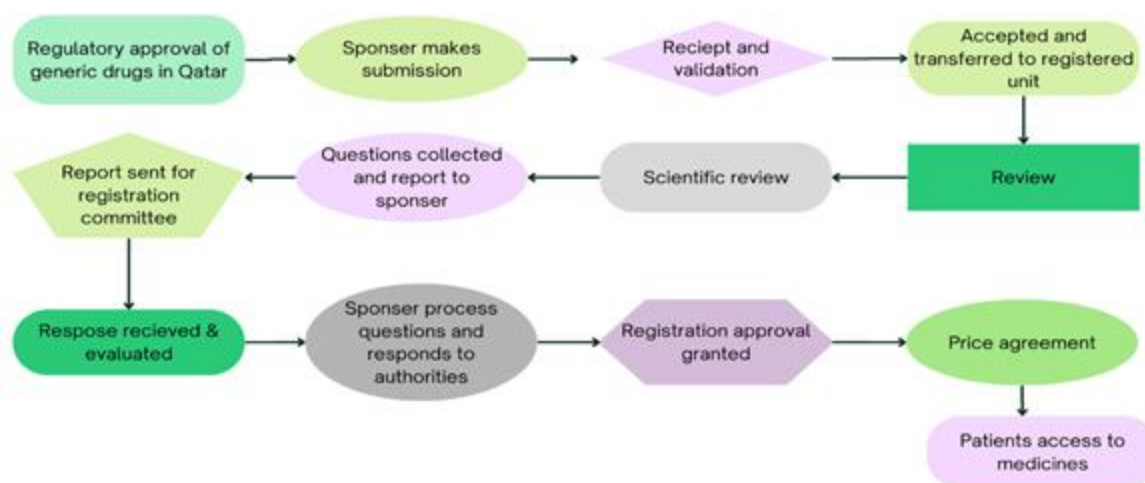 Regulatory approval of
generic drugs in Qatar
Sponser makes
submission
Reciept and
validation
Accepted and
transferred to registered
unit
Review
Scientific review
Questions collected
and report to
sponser
Report sent for
registration
committee
Respose recieved &
evaluated
Sponser process
questions and
responds to
authorities
Registration approval
granted
Price agreement
Patients access to
medicines